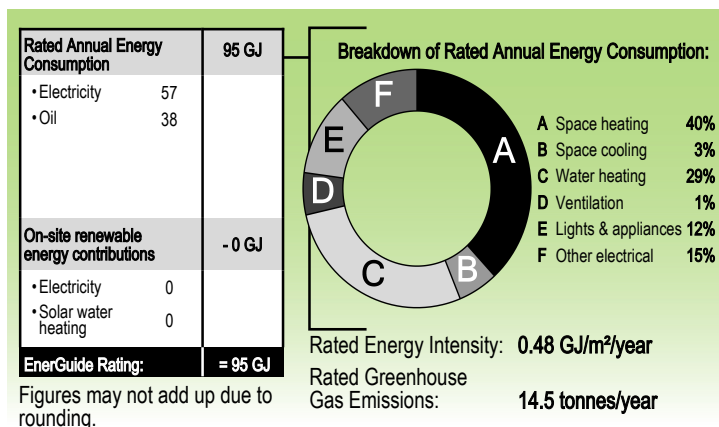 Rated Annual Energy
Consumption
95 GJ
•Electricity 57
•Oil 38
On-site renewable
energy contributions
- 0 GJ
•Electricity 0
•Solar water
heating 0
EnerGuide Rating: = 95 GJ
Figures may not add up due to
rounding.
Breakdown of Rated Annual Energy Consumption:
A
B
C
D
E
F
A Space heating 40%
B Space cooling 3%
C Water heating 29%
D Ventilation 1%
E Lights & appliances 12%
F Other electrical 15%
Rated Energy Intensity: 0.48 GJ/m²/year
Rated Greenhouse
Gas Emissions: 14.5 tonnes/year